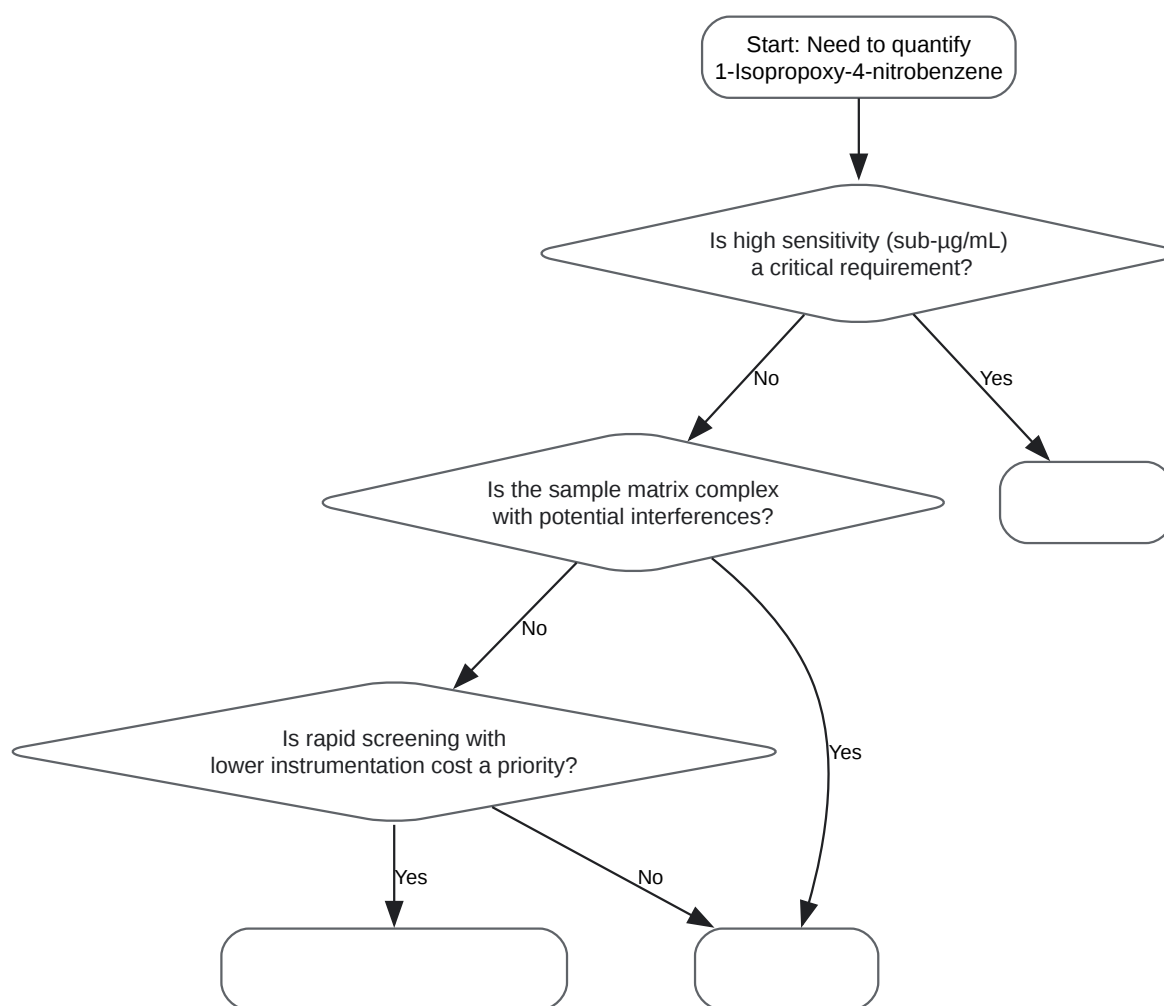 Start: Need to quantify
1-Isopropoxy-4-nitrobenzene
Is high sensitivity (sub-µg/mL)
a critical requirement?
No
Yes
Is the sample matrix complex
with potential interferences?
No
Yes
Is rapid screening with
lower instrumentation cost a priority?
Yes
No